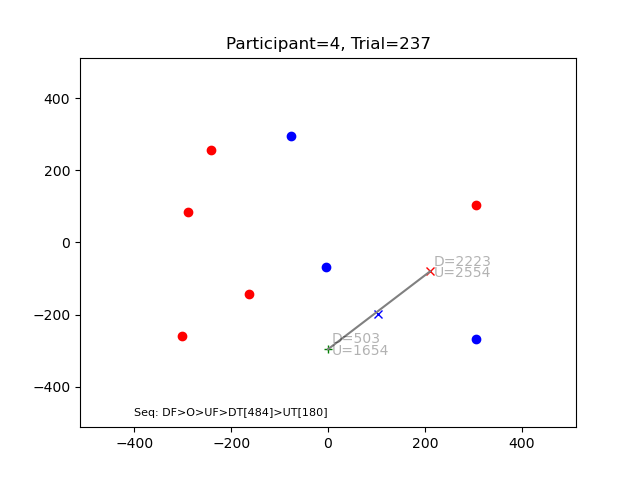 Participant=4, Trial=237
400
200
0
−200
−400
D=2223
U=2554
D=503
U=1654
Seq: DF>O>UF>DT[484]>UT[180]
−400
−200
0
200
400